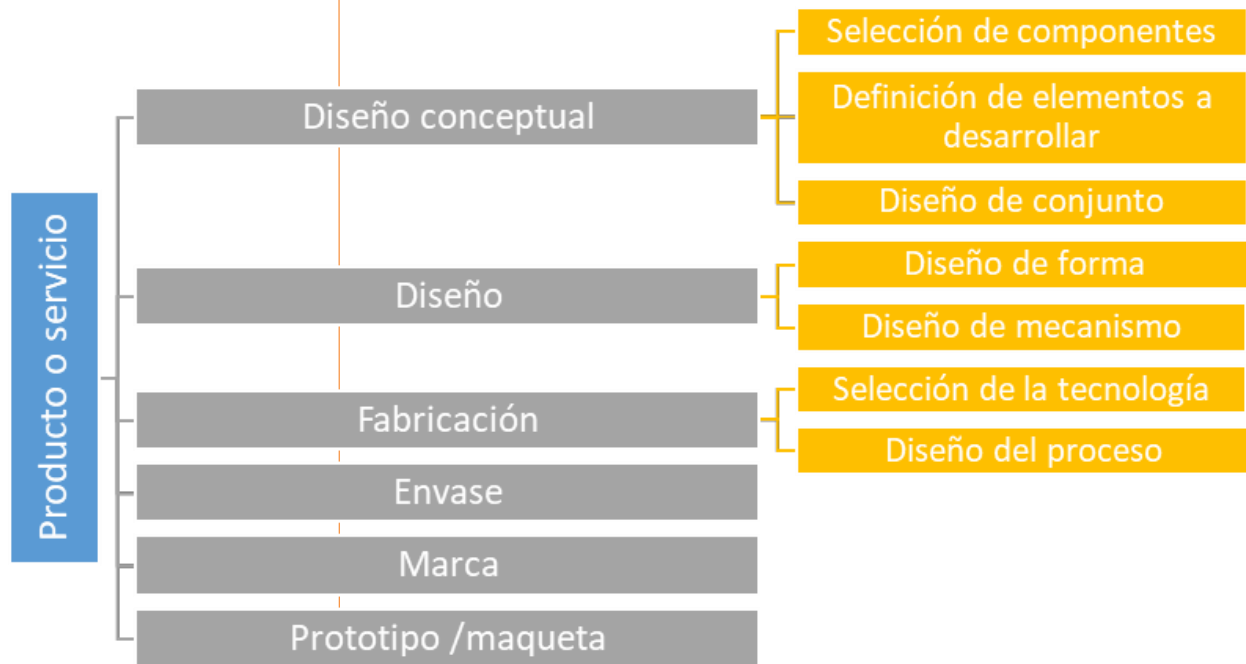 Producto o servicio
Diseño conceptual
Selección de componentes
Definición de elementos a
desarrollar
Diseño de conjunto
Diseño
Diseño de forma
Diseño de mecanismo
Fabricación
Selección de la tecnología
Diseño del proceso
Envase
Marca
Prototipo /maqueta